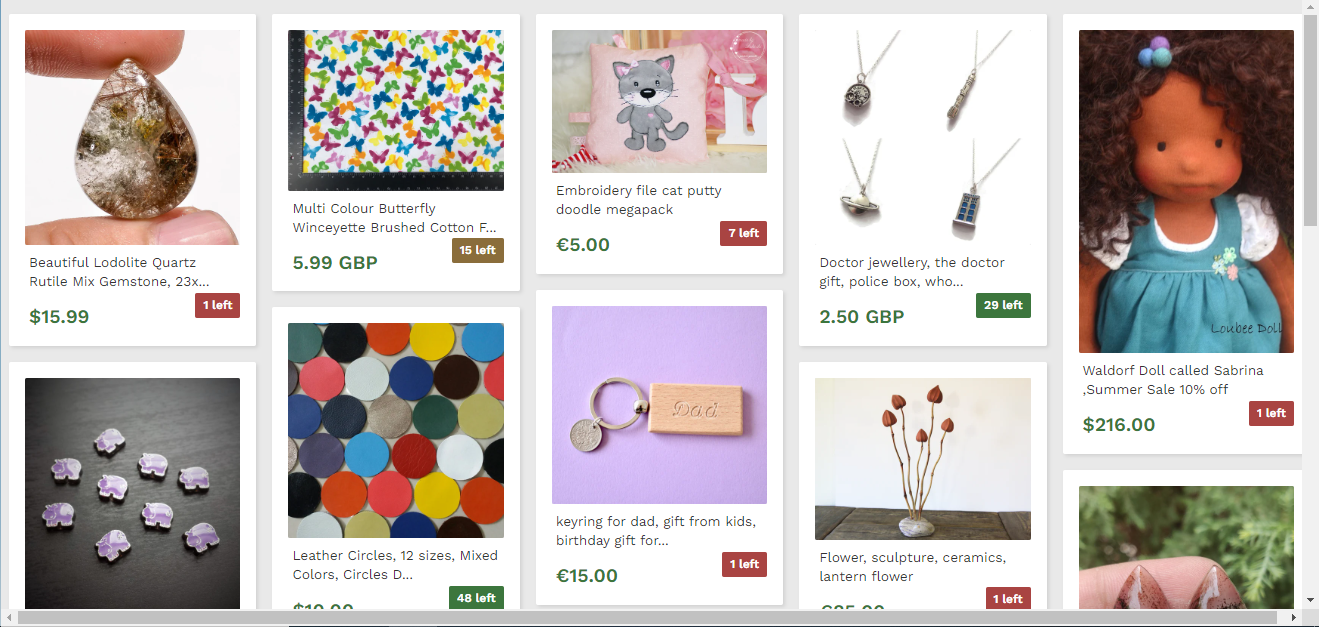 Beautiful Lodolite Quartz
Rutile Mix Gemstone, 23x...
1 left
$15.99
Multi Colour Butterfly
Winceyette Brushed Cotton F...
15 left
5.99 GBP
Leather Circles, 12 sizes, Mixed
Colors, Circles D...
48 left
Embroidery file cat putty
doodle megapack
7 left
€5.00
Dad
keyring for dad, gift from kids,
birthday gift for...
1 left
€15.00
Doctor jewellery, the doctor
gift, police box, who...
29 left
2.50 GBP
Flower, sculpture, ceramics,
lantern flower
1 left
Loubee Doll
Waldorf Doll called Sabrina
,Summer Sale 10% off
1 left
$216.00